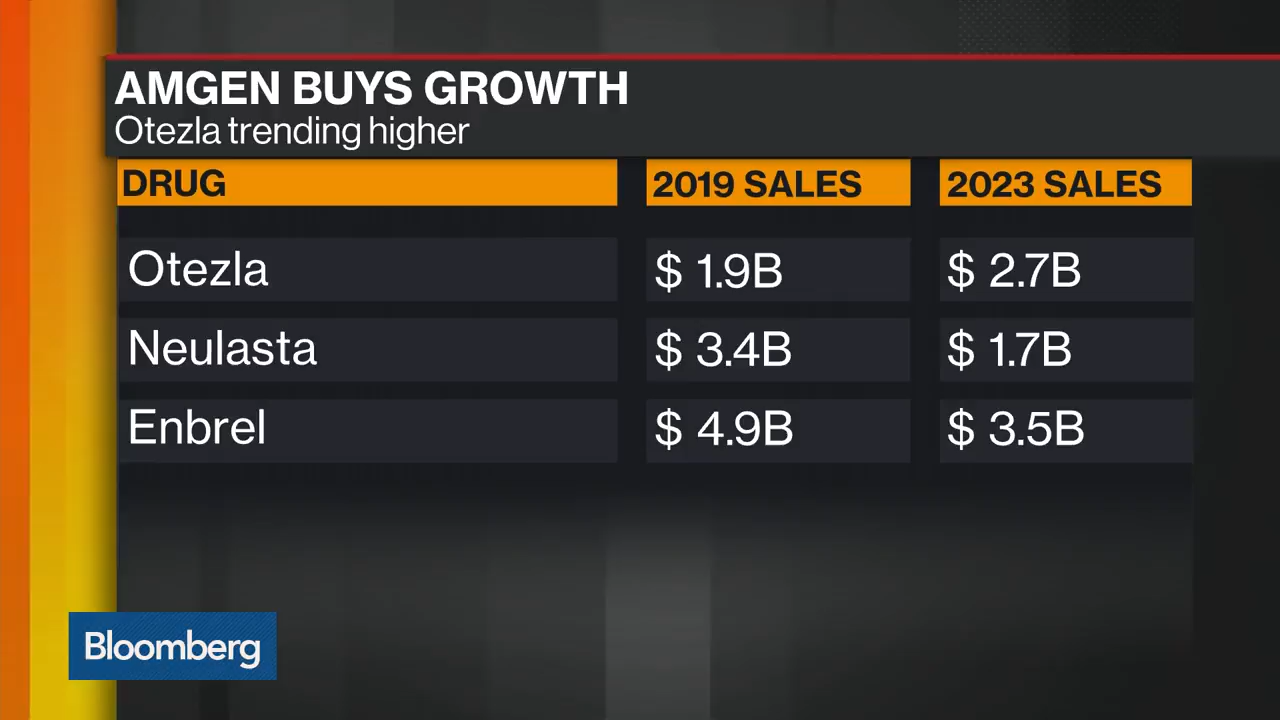 AMGEN BUYS GROWTH
Otezla trending higher
DRUG 2019 SALES 2023 SALES
Otezla $ 1.9B $ 2.7B
Neulasta $ 3.4B $ 1.7B
Enbrel $ 4.9B $ 3.5B
Bloomberg